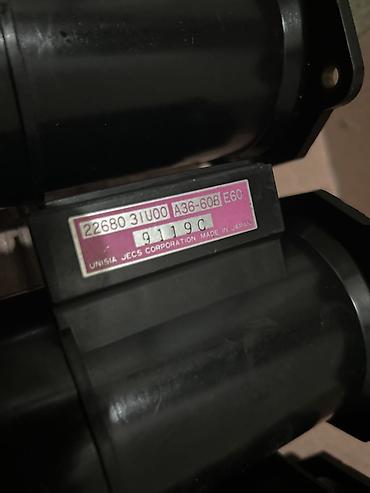 22680 31U00 A36-608 E60
9119C
UNISIA JECS CORPORATION MADE IN JAPAN